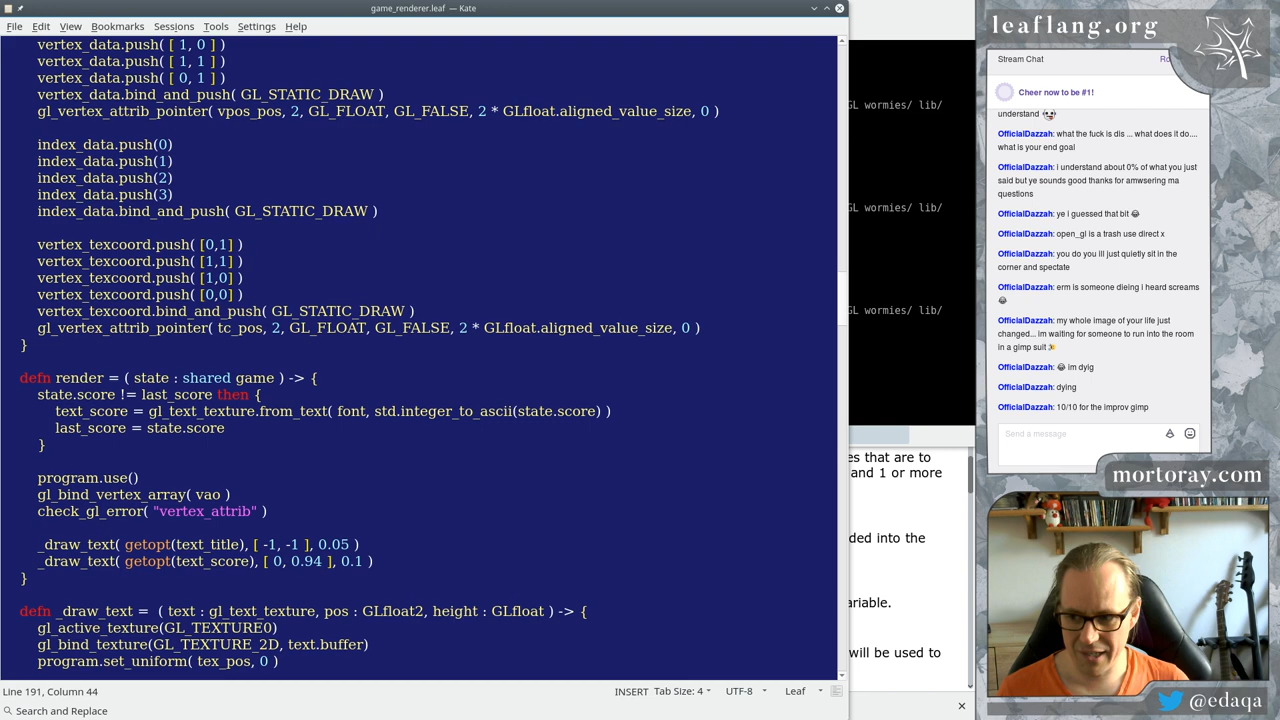 game_renderer.leaf — Kate
File Edit View Bookmarks Sessions Tools Settings Help
vertex_data.push( [ 1, 0 ] )
vertex_data.push( [ 1, 1 ] )
vertex_data.push( [ 0, 1 ] )
vertex_data.bind_and_push( GL_STATIC_DRAW )
gl_vertex_attrib_pointer( vpos_pos, 2, GL_FLOAT, GL_FALSE, 2 * GLfloat.aligned_value_size, 0 )
index_data.push(0)
index_data.push(1)
index_data.push(2)
index_data.push(3)
index_data.bind_and_push( GL_STATIC_DRAW )
vertex_texcoord.push( [0,1] )
vertex_texcoord.push( [1,1] )
vertex_texcoord.push( [1,0] )
vertex_texcoord.push( [0,0] )
vertex_texcoord.bind_and_push( GL_STATIC_DRAW )
gl_vertex_attrib_pointer( tc_pos, 2, GL_FLOAT, GL_FALSE, 2 * GLfloat.aligned_value_size, 0 )
}
defn render = ( state : shared game ) -> {
state.score != last_score then {
text_score = gl_text_texture.from_text( font, std.integer_to_ascii(state.score) )
last_score = state.score
}
program.use()
gl_bind_vertex_array( vao )
check_gl_error( "vertex_attrib" )
_draw_text( getopt(text_title), [ -1, -1 ], 0.05 )
_draw_text( getopt(text_score), [ 0, 0.94 ], 0.1 )
}
defn _draw_text = ( text : gl_text_texture, pos : GLfloat2, height : GLfloat ) -> {
gl_active_texture(GL_TEXTURE0)
gl_bind_texture(GL_TEXTURE_2D, text.buffer)
program.set_uniform( tex_pos, 0 )
Line 191, Column 44
INSERT Tab Size: 4 UTF-8 Leaf
Search and Replace
GL wormies/ lib/
GL wormies/ lib/
GL wormies/ lib/
es that are to
and 1 or more
ded into the
ariable.
will be used to
leaflang.org
Stream Chat
Ro
Cheer now to be #1!
understand
OfficialDazzah: what the fuck is dis ... what does it do....
what is your end goal
OfficialDazzah: i understand about 0% of what you just
said but ye sounds good thanks for amwsering ma
questions
OfficialDazzah: ye i guessed that bit 😂
OfficialDazzah: open_gl is a trash use direct x
OfficialDazzah: you do you ill just quietly sit in the
corner and spectate
OfficialDazzah: erm is someone dieing i heard screams
😂
OfficialDazzah: my whole image of your life just
changed... im waiting for someone to run into the room
in a gimp suit 🎉
OfficialDazzah: 😂 im dyig
OfficialDazzah: dying
OfficialDazzah: 10/10 for the improv gimp
Send a message
mortoray.com
@edaqa